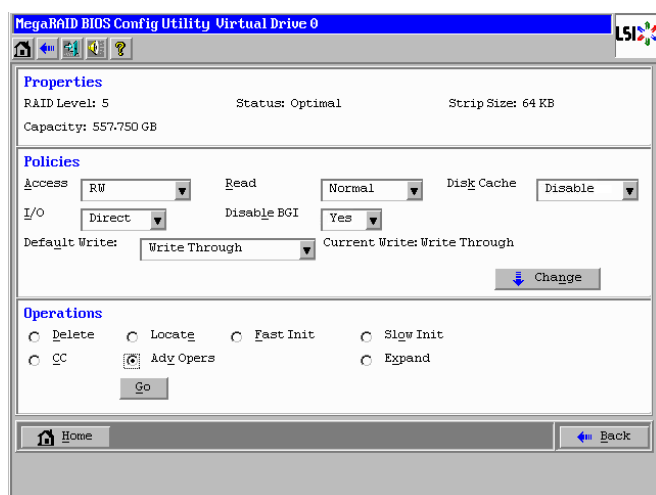 MegaRAID BIOS Config Utility Virtual Drive 0
LSI
Properties
RAID Level: 5 Status: Optimal Strip Size: 64 KB
Capacity: 557.750 GB
Policies
Access RW Read Normal Disk Cache Disable
I/O Direct Disable BGI Yes
Default Write: Write Through Current Write: Write Through
Change
Operations
Delete Locate Fast Init Slow Init
CC Adv Opers Expand
Go
Home Back